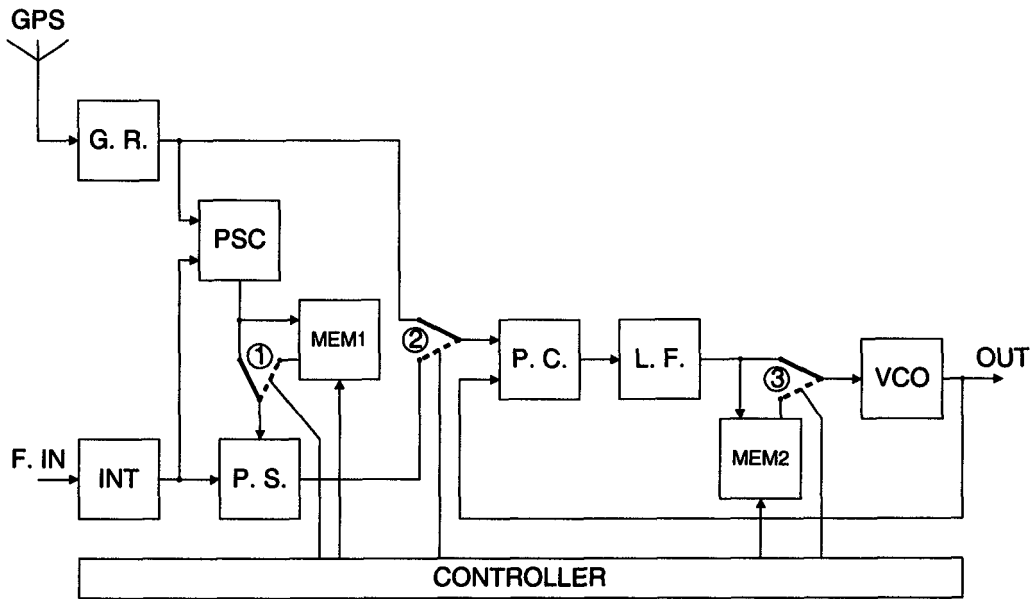 GPS
G. R.
PSC
①
MEM1
②
P. C.
L. F.
③
VCO
OUT
MEM2
F. IN
INT
P. S.
CONTROLLER